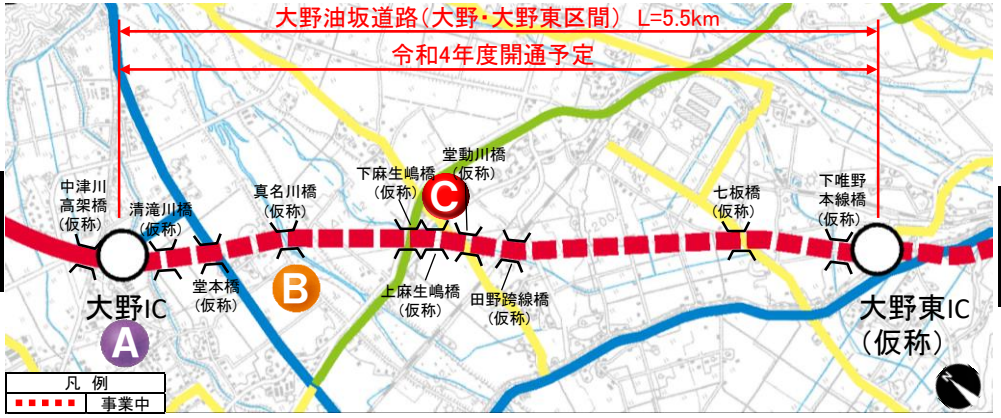 大野油坂道路(大野・大野東区間) L=5.5km
令和4年度開通予定
中津川
高架橋
(仮称)
清滝川橋
(仮称)
堂本橋
(仮称)
真名川橋
(仮称)
下麻生嶋橋
(仮称)
堂動川橋
(仮称)
上麻生嶋橋
(仮称)
田野跨線橋
(仮称)
七板橋
(仮称)
下唯野
本線橋
(仮称)
大野IC
大野東IC
(仮称)
A
B
C
凡 例
事業中
N